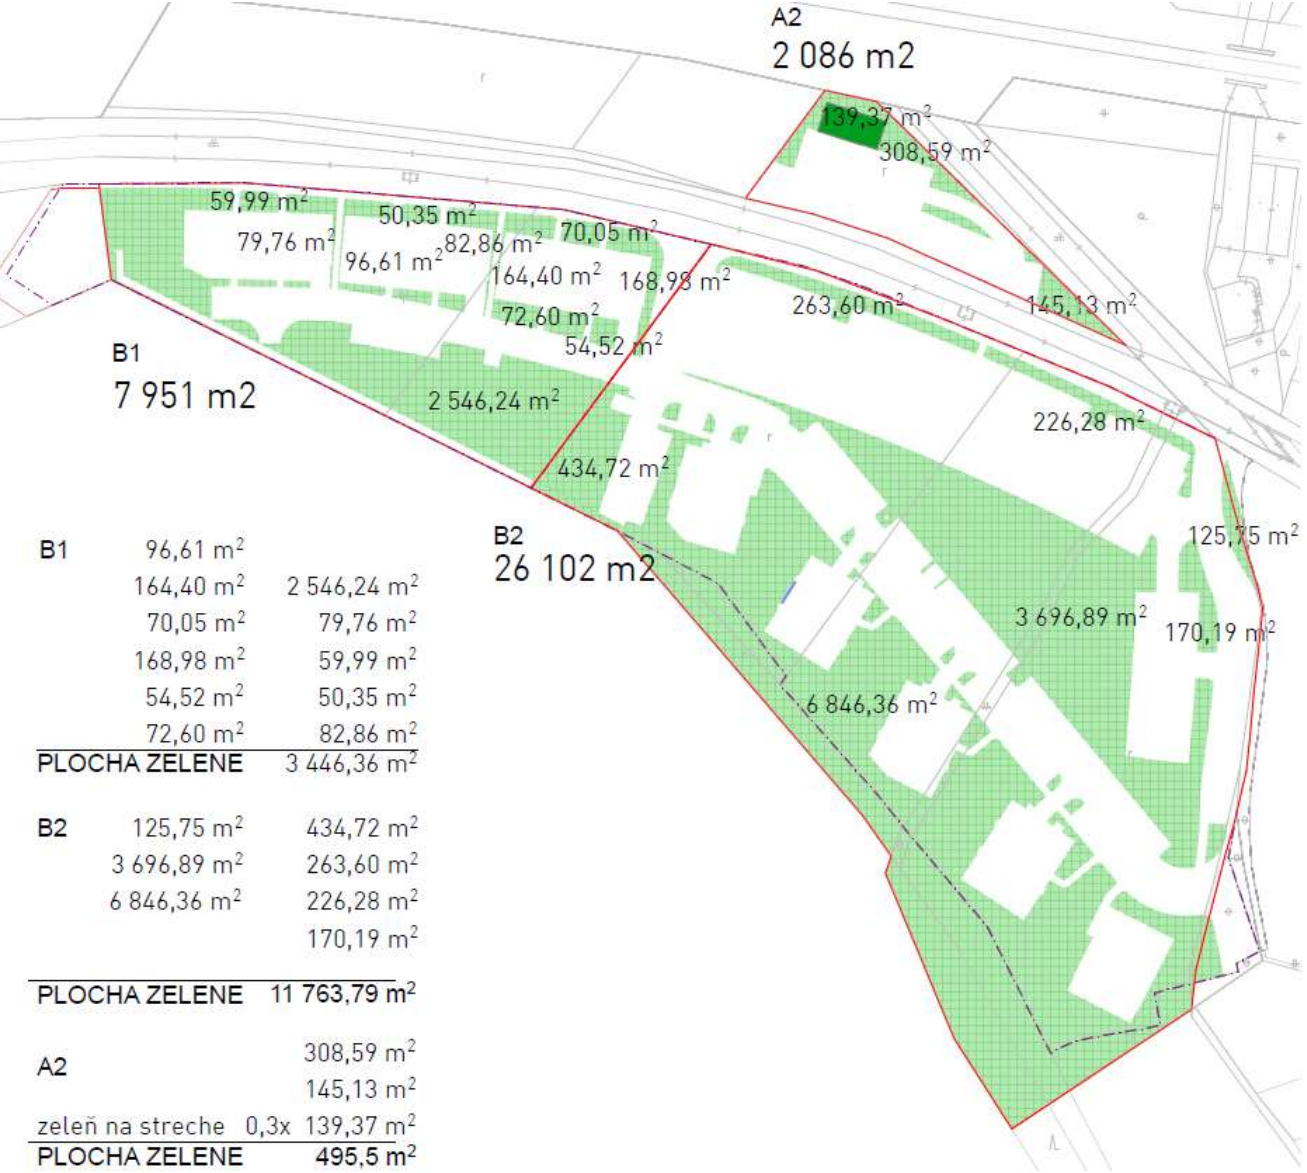 A2
2 086 m2
139,37 m²
308,59 m²
59,99 m²
50,35 m²
70,05 m²
79,76 m²
82,86 m²
96,61 m²
164,40 m²
168,98 m²
263,60 m²
145,13 m²
72,60 m²
54,52 m²
B1
7 951 m2
2 546,24 m²
226,28 m²
434,72 m²
B2
26 102 m2
125,75 m²
3 696,89 m²
170,19 m²
6 846,36 m²
B1 96,61 m²
164,40 m² 2 546,24 m²
70,05 m² 79,76 m²
168,98 m² 59,99 m²
54,52 m² 50,35 m²
72,60 m² 82,86 m²
PLOCHA ZELENE 3 446,36 m²
B2 125,75 m² 434,72 m²
3 696,89 m² 263,60 m²
6 846,36 m² 226,28 m²
170,19 m²
PLOCHA ZELENE 11 763,79 m²
A2 308,59 m²
145,13 m²
zeleň na streche 0,3x 139,37 m²
PLOCHA ZELENE 495,5 m²